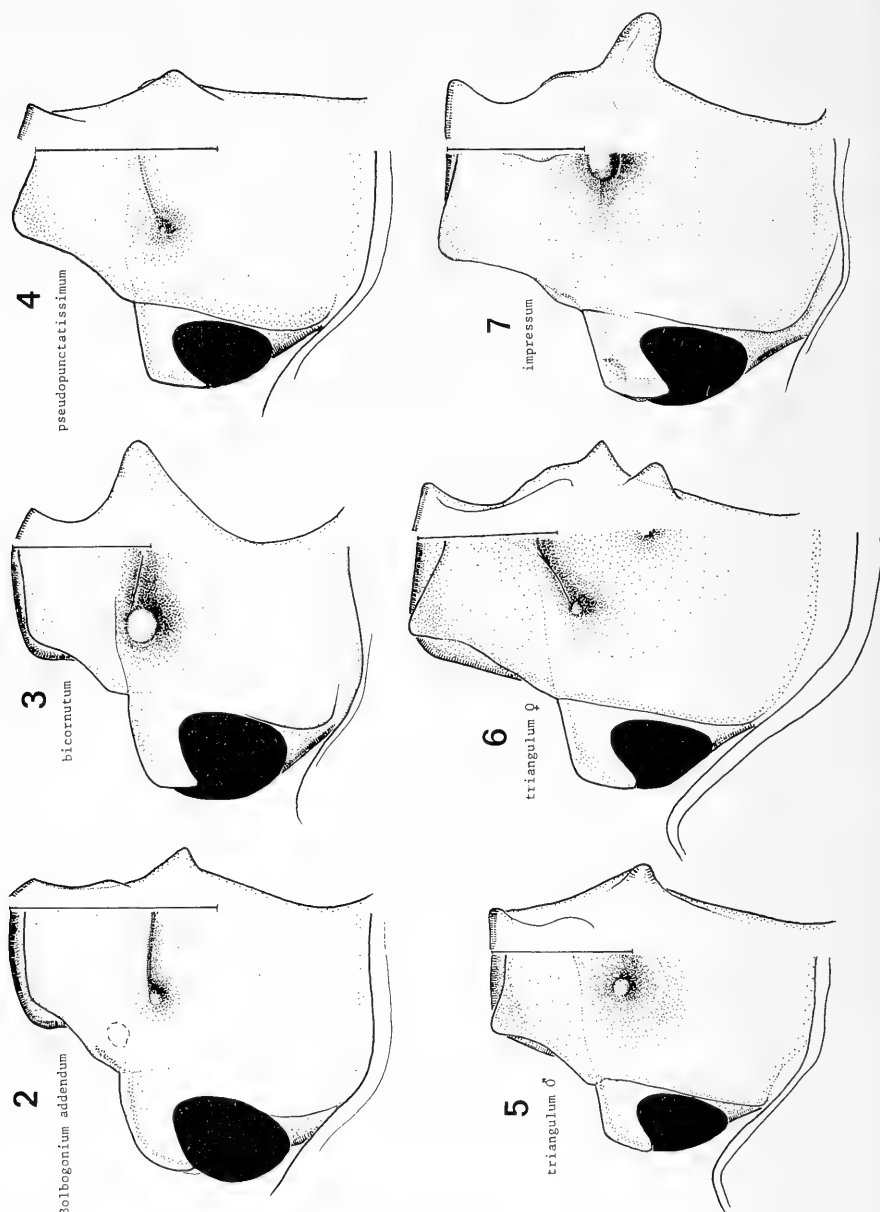 2
Bolbogonium addendum
3
bicornutum
4
pseudopunctatissimum
5
triangulum ♂
6
triangulum ♀
7
impressum